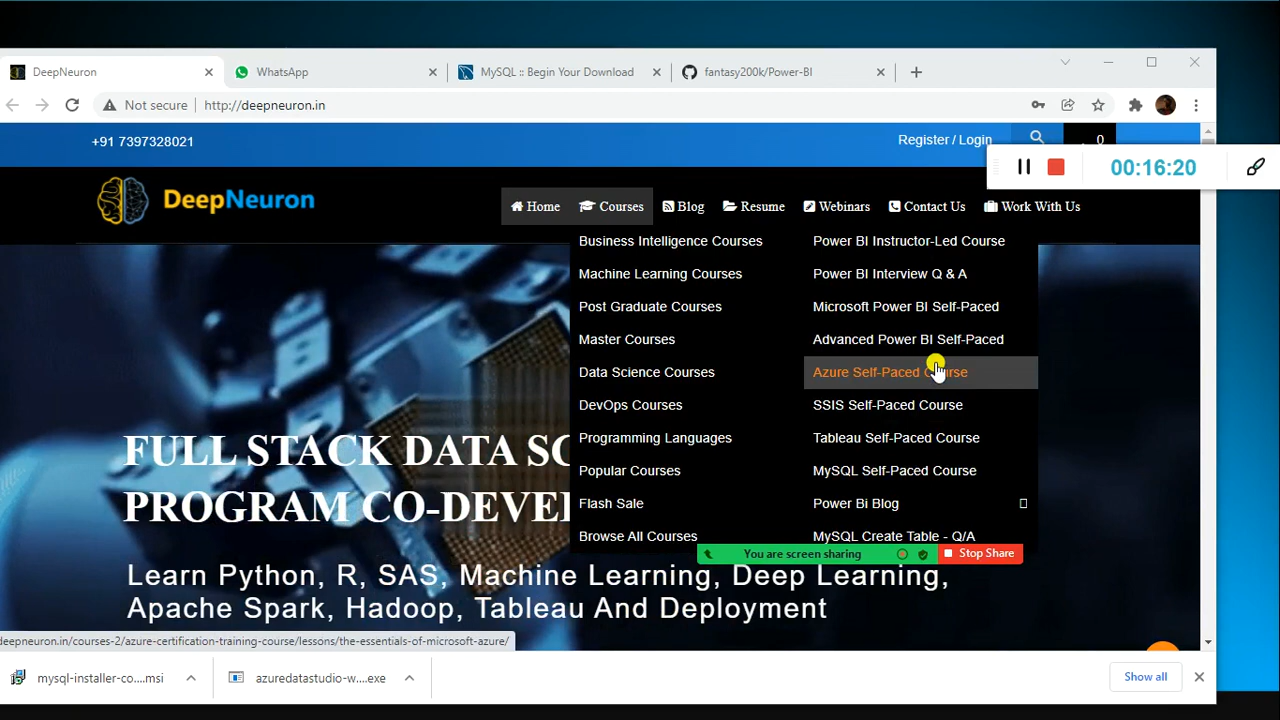 DeepNeuron
WhatsApp
MySQL :: Begin Your Download
fantasy200k/Power-BI
Not secure
http://deepneuron.in
+91 7397328021
Register / Login
0
00:16:20
DeepNeuron
Home
Courses
Blog
Resume
Webinars
Contact Us
Work With Us
Business Intelligence Courses
Power BI Instructor-Led Course
Machine Learning Courses
Power BI Interview Q & A
Post Graduate Courses
Microsoft Power BI Self-Paced
Master Courses
Advanced Power BI Self-Paced
Data Science Courses
Azure Self-Paced Course
DevOps Courses
SSIS Self-Paced Course
Programming Languages
Tableau Self-Paced Course
Popular Courses
MySQL Self-Paced Course
Flash Sale
Power Bi Blog
Browse All Courses
MySQL Create Table - Q/A
You are screen sharing
Stop Share
FULL STACK DATA SC
PROGRAM CO-DEVE
Learn Python, R, SAS, Machine Learning, Deep Learning,
Apache Spark, Hadoop, Tableau And Deployment
deepneuron.in/courses-2/azure-certification-training-course/lessons/the-essentials-of-microsoft-azure/
mysql-installer-co....msi
azuredatastudio-w....exe
Show all